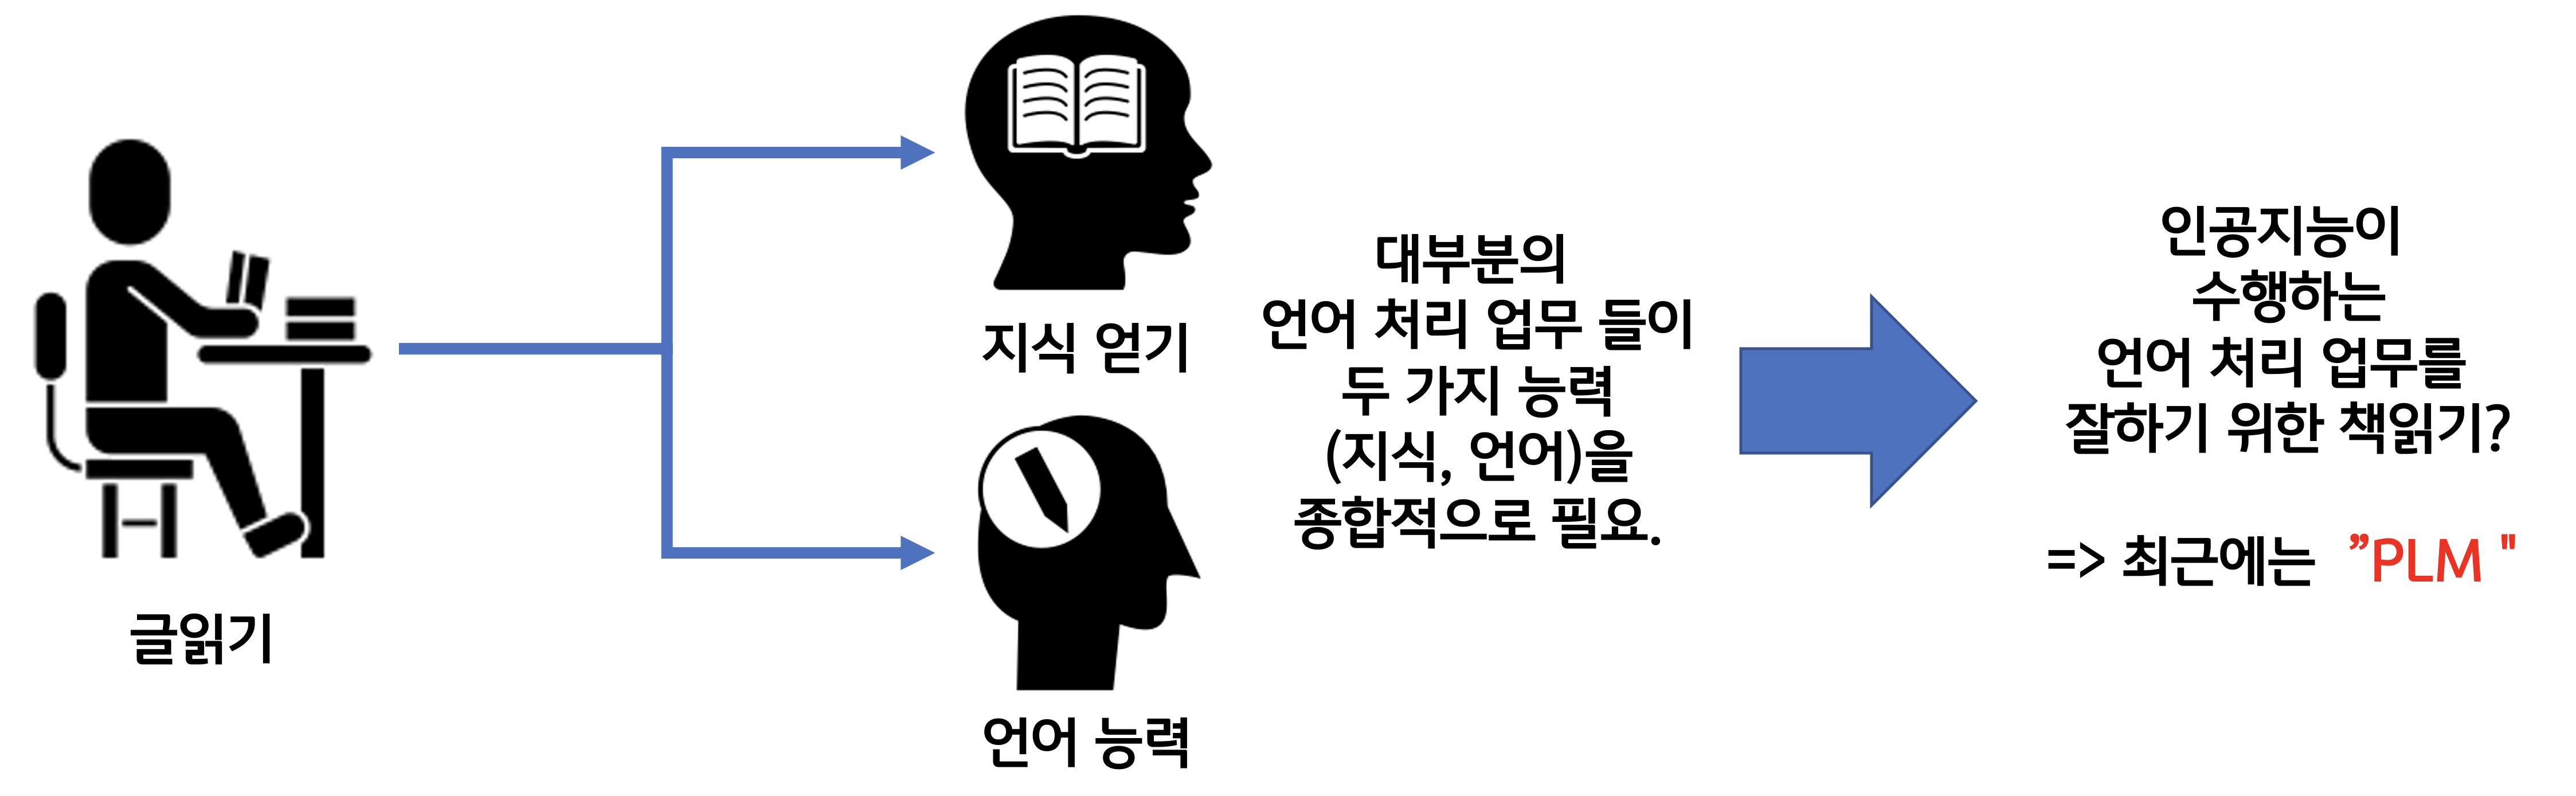 글읽기
지식 얻기
언어 능력
대부분의
언어 처리 업무 들이
두 가지 능력
(지식, 언어)을
종합적으로 필요.
인공지능이
수행하는
언어 처리 업무를
잘하기 위한 책읽기?
=> 최근에는 ”PLM "